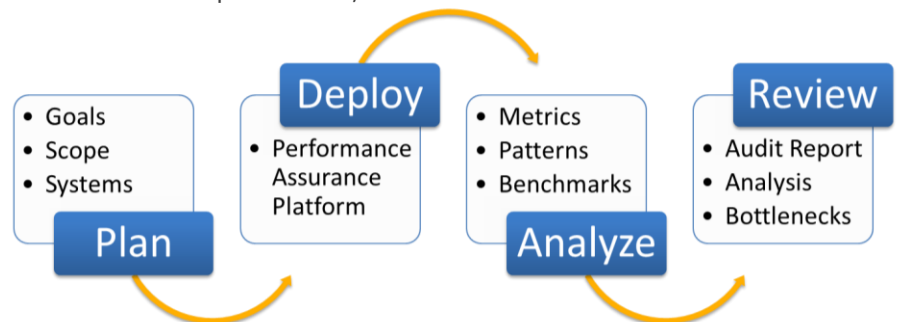 • Goals
• Scope
• Systems
Plan
Deploy
• Performance
Assurance
Platform
• Metrics
• Patterns
• Benchmarks
Analyze
Review
• Audit Report
• Analysis
• Bottlenecks